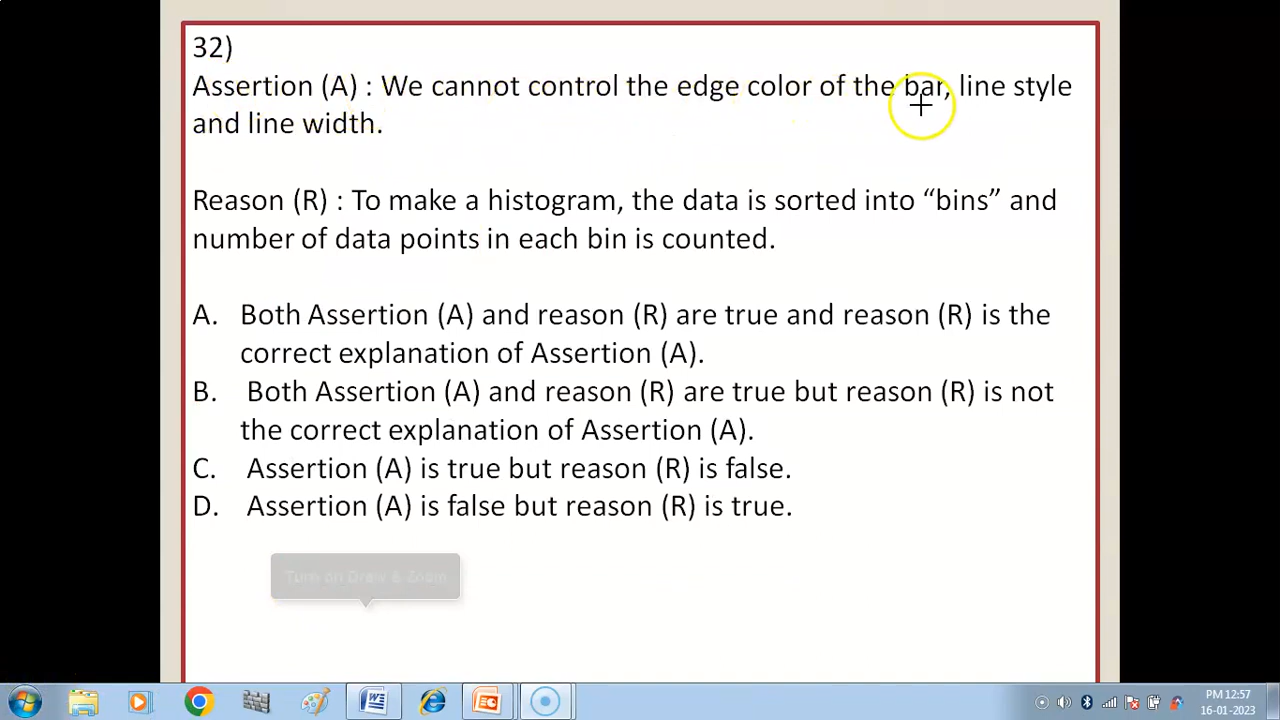 32)
Assertion (A) : We cannot control the edge color of the bar, line style
and line width.
Reason (R) : To make a histogram, the data is sorted into “bins” and
number of data points in each bin is counted.
A. Both Assertion (A) and reason (R) are true and reason (R) is the
correct explanation of Assertion (A).
B. Both Assertion (A) and reason (R) are true but reason (R) is not
the correct explanation of Assertion (A).
C. Assertion (A) is true but reason (R) is false.
D. Assertion (A) is false but reason (R) is true.
Turn on Draw & Zoom
PM 12:57
16-01-2023